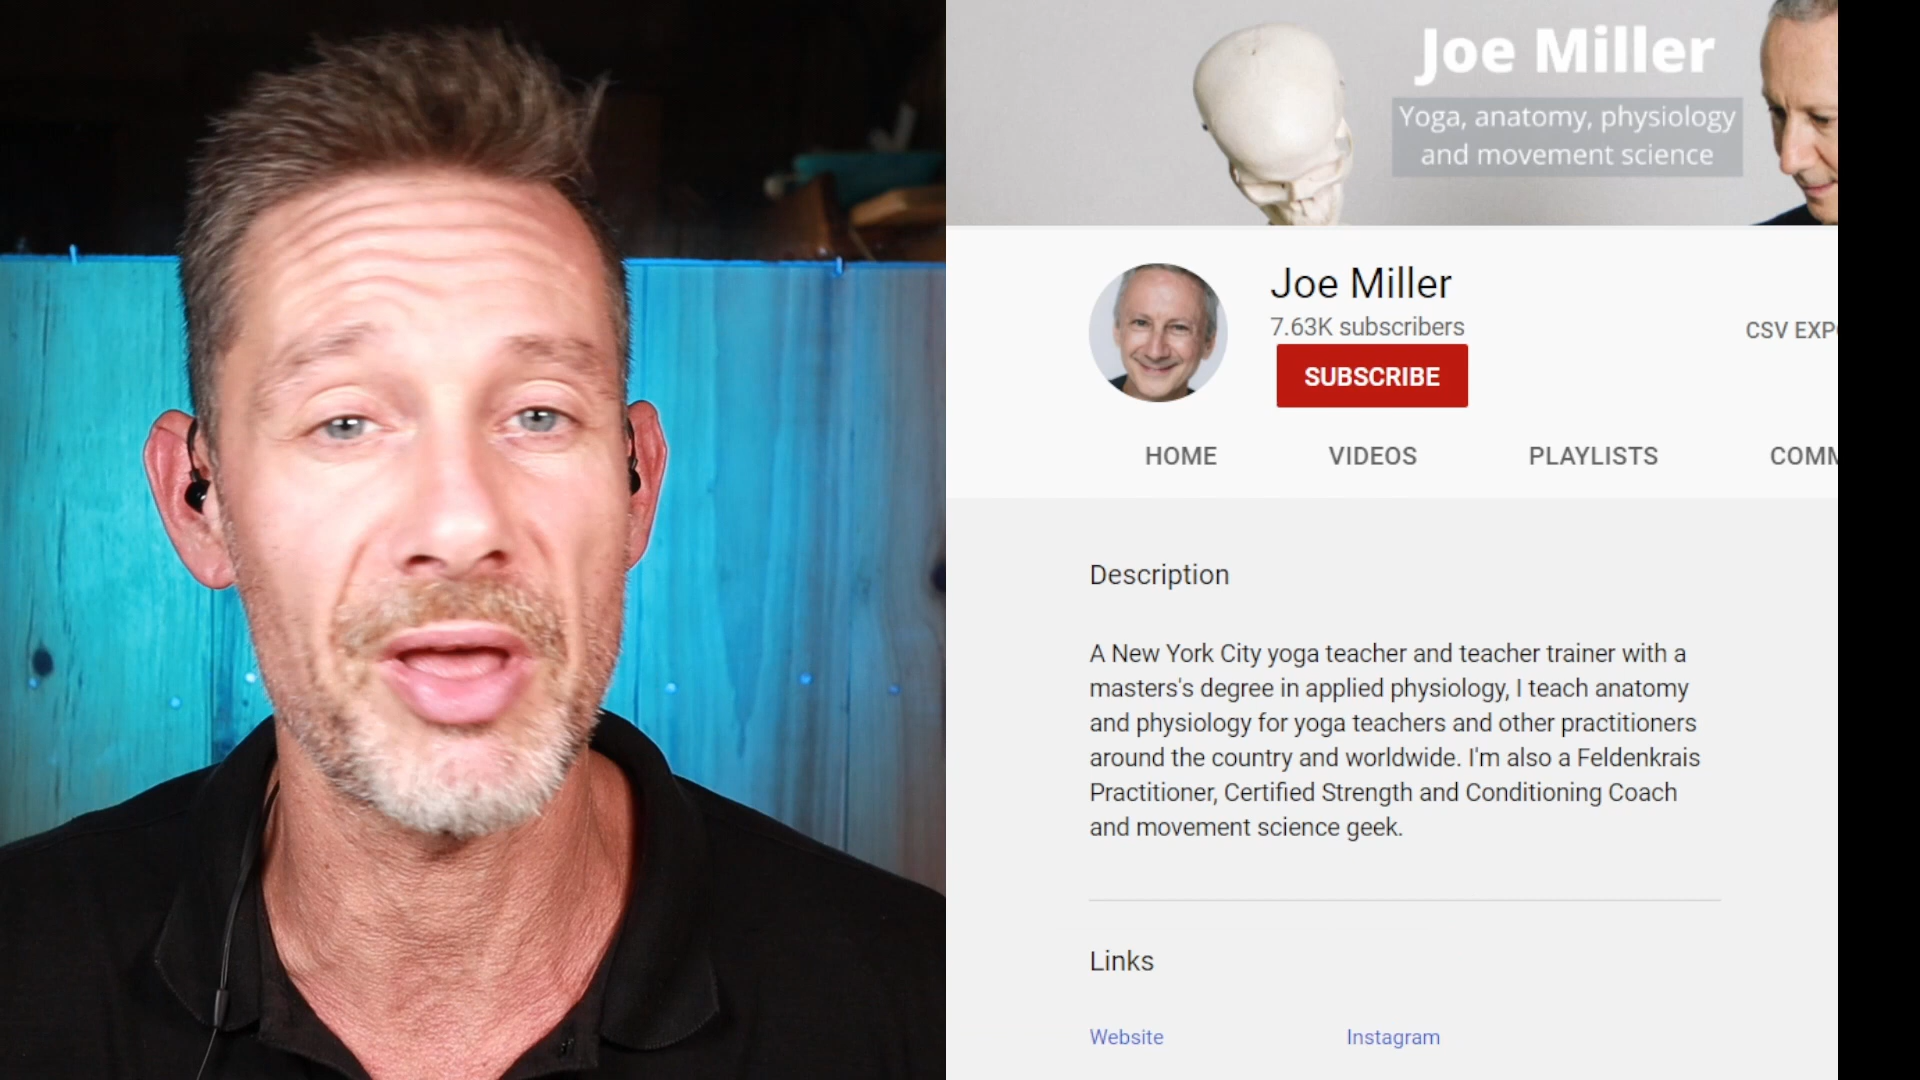 Joe Miller
Yoga, anatomy, physiology
and movement science
Joe Miller
7.63K subscribers
CSV
SUBSCRIBE
HOME VIDEOS PLAYLISTS
Description
A New York City yoga teacher and teacher trainer with a
masters's degree in applied physiology, I teach anatomy
and physiology for yoga teachers and other practitioners
around the country and worldwide. I'm also a Feldenkrais
Practitioner, Certified Strength and Conditioning Coach
and movement science geek.
Links
Website Instagram